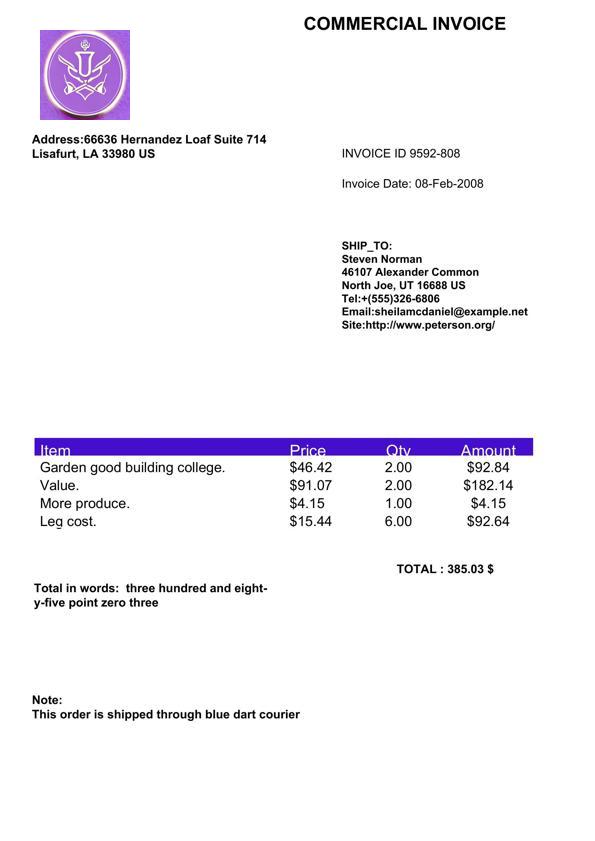 COMMERCIAL INVOICE
Address:66636 Hernandez Loaf Suite 714
Lisafurt, LA 33980 US
INVOICE ID 9592-808
Invoice Date: 08-Feb-2008
SHIP_TO:
Steven Norman
46107 Alexander Common
North Joe, UT 16688 US
Tel:+(555)326-6806
Email:sheilamcdaniel@example.net
Site:http://www.peterson.org/
Item Price Qty Amount
Garden good building college. $46.42 2.00 $92.84
Value. $91.07 2.00 $182.14
More produce. $4.15 1.00 $4.15
Leg cost. $15.44 6.00 $92.64
TOTAL : 385.03 $
Total in words: three hundred and eight-
y-five point zero three
Note:
This order is shipped through blue dart courier